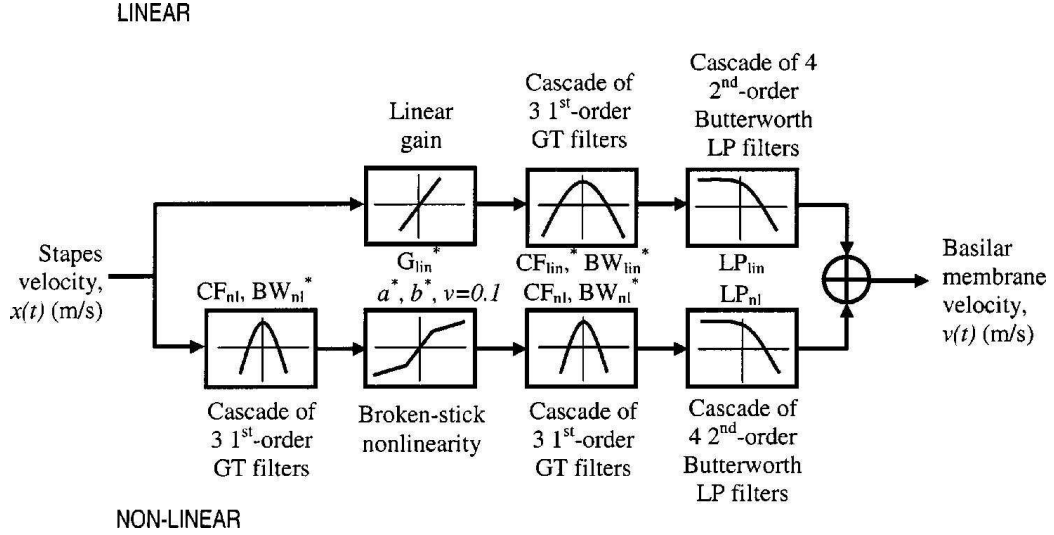 LINEAR
Linear
gain
Cascade of
3 1st-order
GT filters
Cascade of 4
2nd-order
Butterworth
LP filters
Stapes
velocity,
x(t) (m/s)
Glin*
CFlin,* BWlin*
LPlin
Basilar
membrane
velocity,
v(t) (m/s)
CFnl, BWnl*
a*, b*, v=0.1
CFnl, BWnl*
LPnl
Cascade of
3 1st-order
GT filters
Broken-stick
nonlinearity
Cascade of
3 1st-order
GT filters
Cascade of
4 2nd-order
Butterworth
LP filters
NON-LINEAR